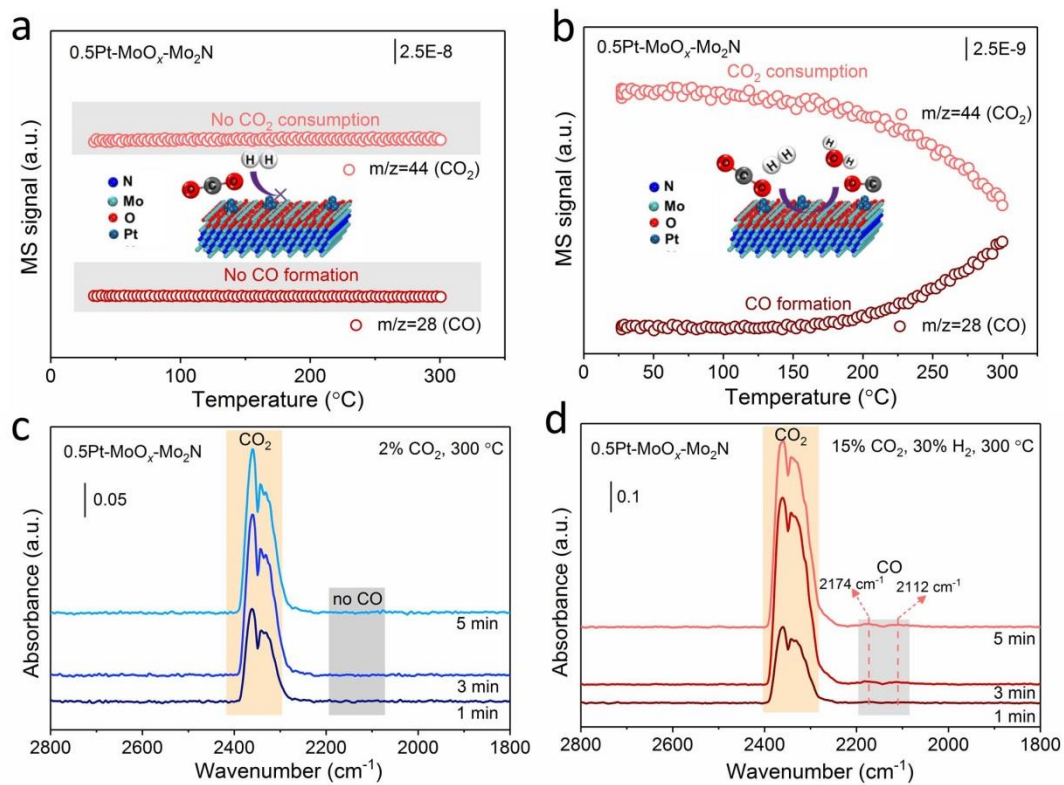 a
0.5Pt-MoOₓ-Mo₂N
2.5E-8
No CO₂ consumption
m/z=44 (CO₂)
H H
O C O
N
Mo
O
Pt
No CO formation
m/z=28 (CO)
MS signal (a.u.)
0 100 200 300
Temperature (°C)
b
0.5Pt-MoOₓ-Mo₂N
2.5E-9
CO₂ consumption
m/z=44 (CO₂)
H H
O C O
H O H
O C
N
Mo
O
Pt
CO formation
m/z=28 (CO)
MS signal (a.u.)
0 50 100 150 200 250 300
Temperature (°C)
c
0.5Pt-MoOₓ-Mo₂N
CO₂
2% CO₂, 300 °C
0.05
no CO
5 min
3 min
1 min
Absorbance (a.u.)
2800 2600 2400 2200 2000 1800
Wavenumber (cm⁻¹)
d
0.5Pt-MoOₓ-Mo₂N
CO₂
15% CO₂, 30% H₂, 300 °C
0.1
CO
2174 cm⁻¹
2112 cm⁻¹
5 min
3 min
1 min
Absorbance (a.u.)
2800 2600 2400 2200 2000 1800
Wavenumber (cm⁻¹)